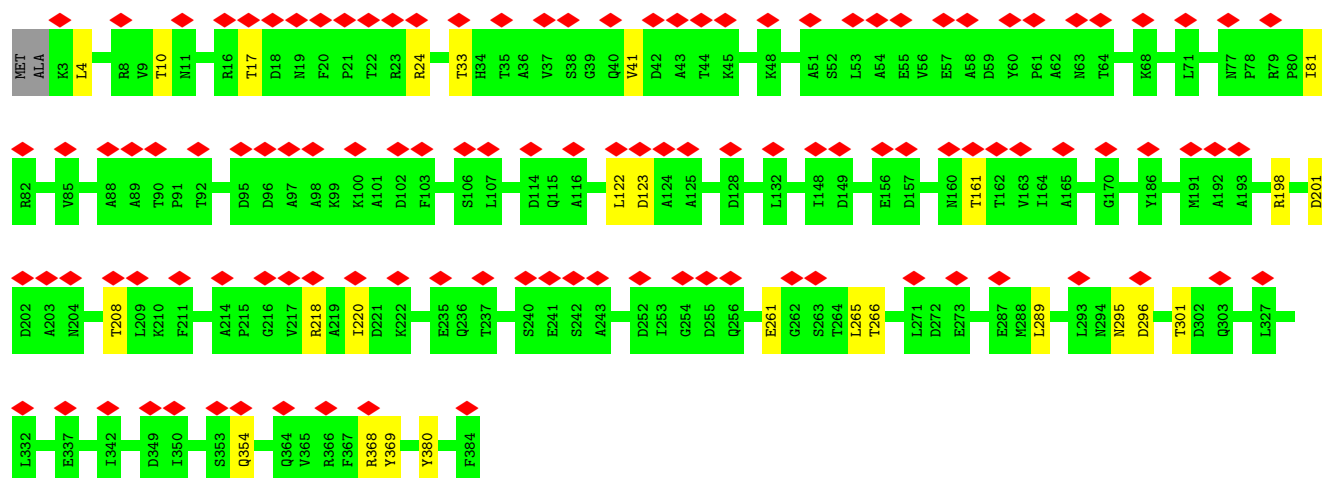 MET ALA K3 L4 R8 V9 T10 N11 R16 T17 D18 N19 F20 P21 T22 R23 R24 T33 H34 T35 A36 V37 S38 G39 Q40 V41 D42 A43 T44 K45 K48 A51 S52 L53 A54 E55 V56 E57 A58 D59 Y60 P61 A62 N63 T64 K68 L71 N77 P78 R79 P80 I81
R82 V85 A88 A89 T90 P91 T92 D95 D96 A97 A98 K99 K100 A101 D102 F103 S106 L107 D114 Q115 A116 L122 D123 A124 A125 D128 L132 I148 D149 E156 D157 N160 T161 T162 V163 I164 A165 G170 Y186 M191 A192 A193 R198 D201
D202 A203 N204 T208 L209 K210 F211 A214 P215 G216 V217 R218 A219 I220 D221 K222 E235 Q236 T237 S240 E241 S242 A243 D252 I253 G254 D255 Q256 E261 G262 S263 T264 L265 T266 L271 D272 E273 E287 M288 L289 L293 N294 N295 D296 T301 D302 Q303 L327
L332 E337 I342 D349 I350 S353 Q354 Q364 V365 R366 F367 R368 Y369 Y380 F384